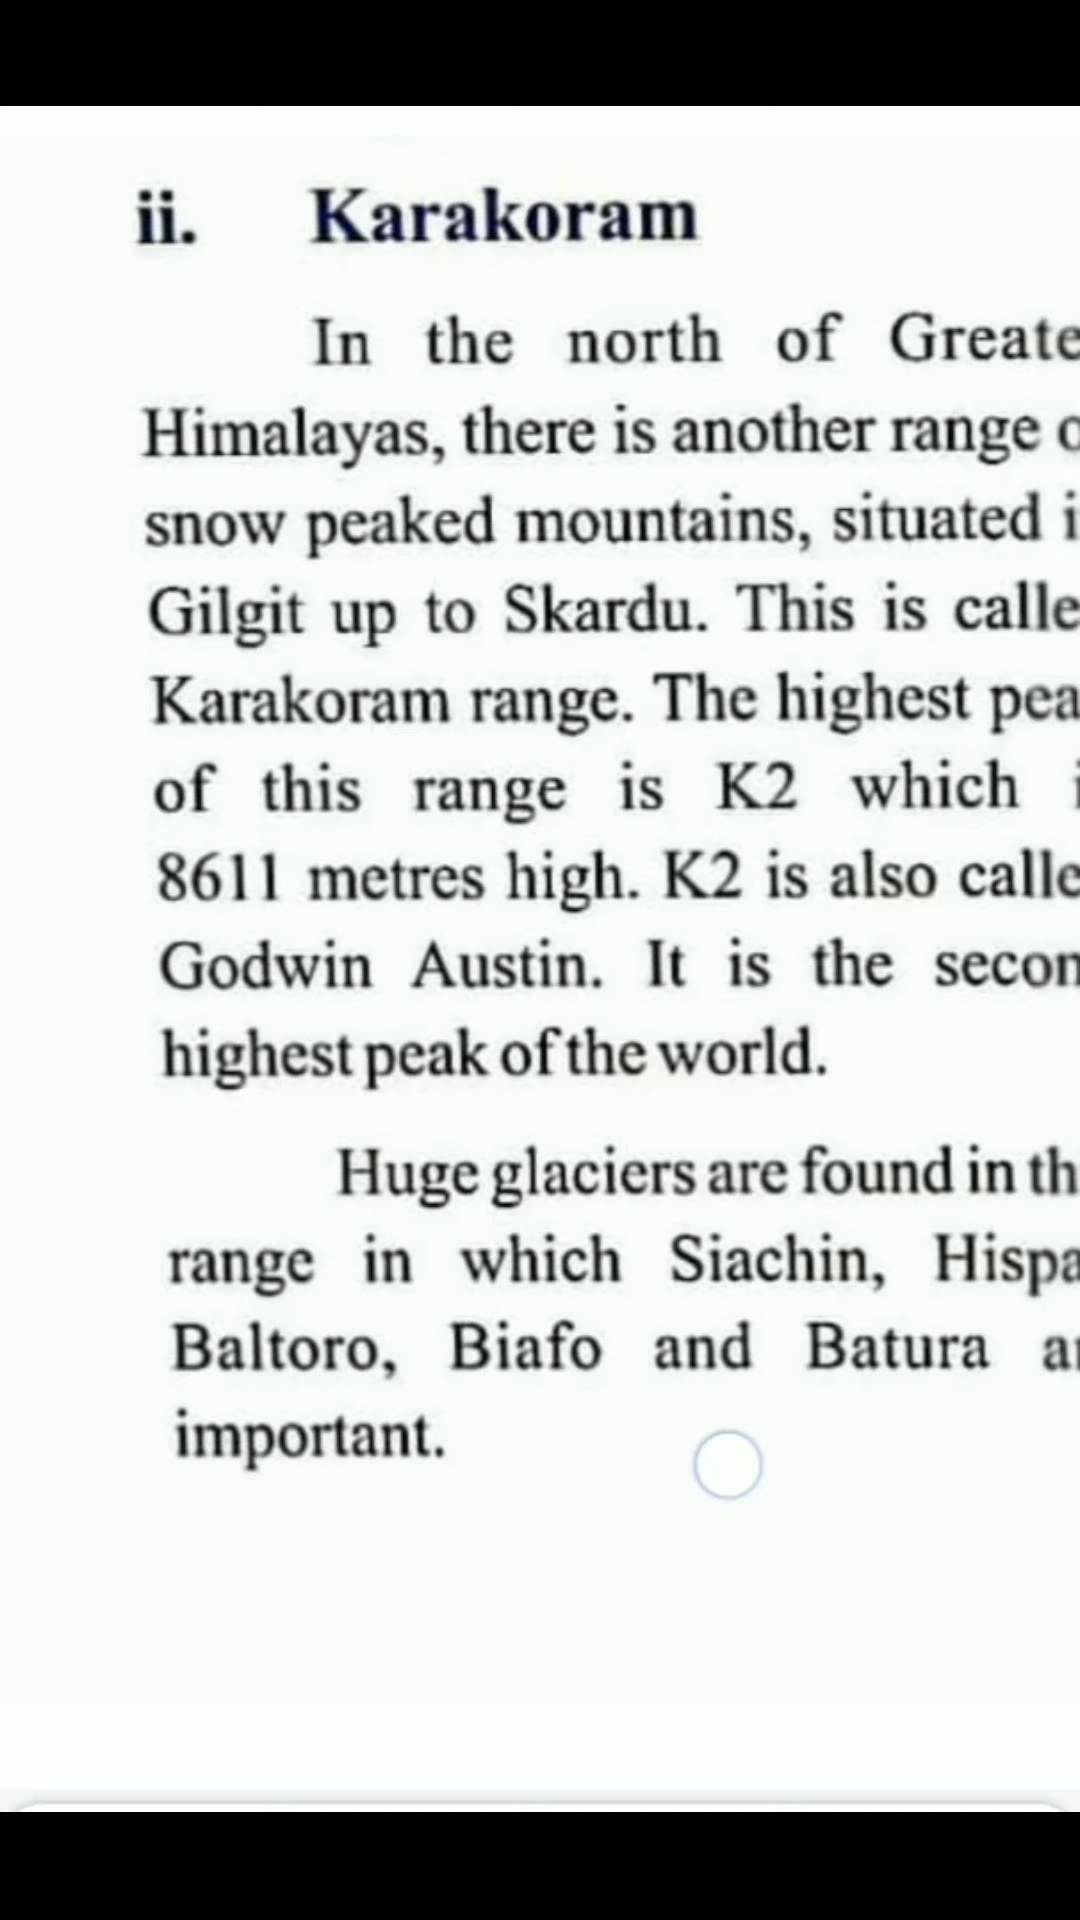 ii. Karakoram
In the north of Greate
Himalayas, there is another range o
snow peaked mountains, situated i
Gilgit up to Skardu. This is calle
Karakoram range. The highest pea
of this range is K2 which i
8611 metres high. K2 is also calle
Godwin Austin. It is the secon
highest peak of the world.
Huge glaciers are found in th
range in which Siachin, Hispa
Baltoro, Biafo and Batura ar
important.